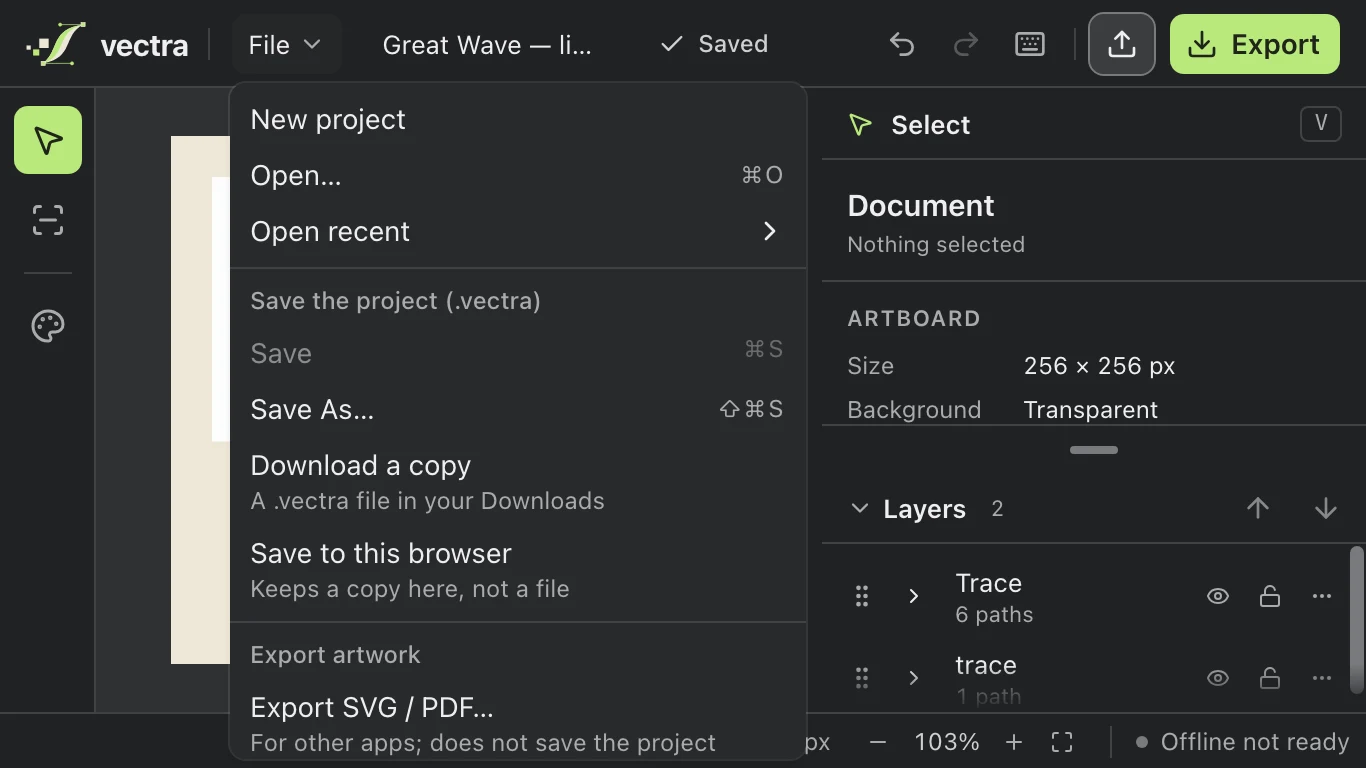 vectra
File
Great Wave — li...
Saved
Export
New project
Open... ⌘O
Open recent
Save the project (.vectra)
Save ⌘S
Save As... ⇧⌘S
Download a copy
A .vectra file in your Downloads
Save to this browser
Keeps a copy here, not a file
Export artwork
Export SVG / PDF...
For other apps; does not save the project
Select V
Document
Nothing selected
ARTBOARD
Size 256 × 256 px
Background Transparent
Layers 2
Trace
6 paths
trace
1 path
px
103%
Offline not ready